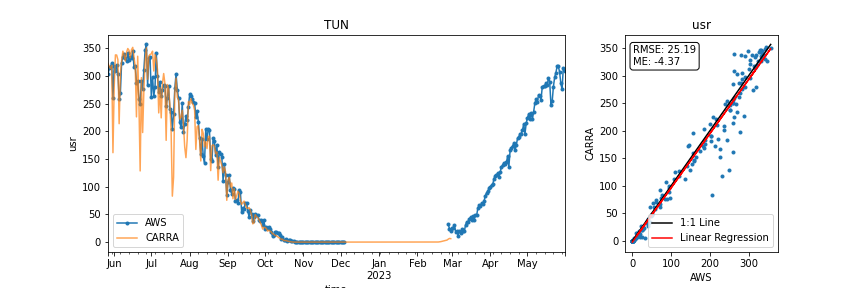 TUN
usr
350
300
250
200
150
100
50
0
usr
AWS
CARRA
Jun Jul Aug Sep Oct Nov Dec Jan Feb Mar Apr May
2023
time
usr
RMSE: 25.19
ME: -4.37
350
300
250
200
150
100
50
0
CARRA
1:1 Line
Linear Regression
0 100 200 300
AWS